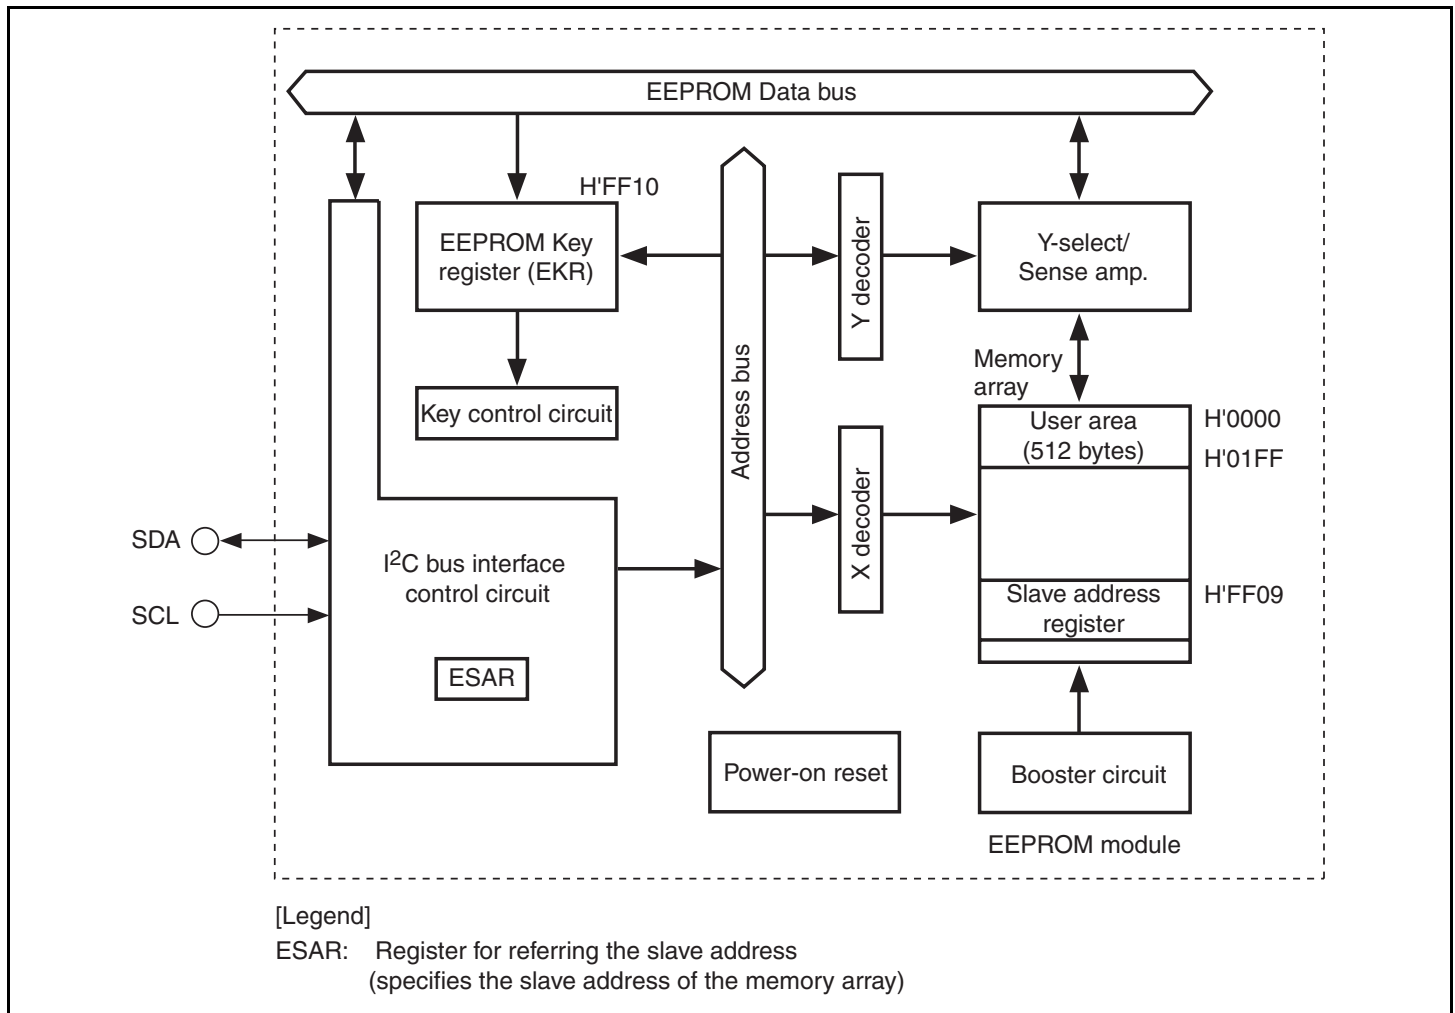 EEPROM Data bus
H'FF10
EEPROM Key
register (EKR)
Y decoder
Y-select/
Sense amp.
Address bus
Memory
array
Key control circuit
User area
(512 bytes)
H'0000
H'01FF
X decoder
SDA
SCL
I2C bus interface
control circuit
ESAR
Slave address
register
H'FF09
Power-on reset
Booster circuit
EEPROM module
[Legend]
ESAR: Register for referring the slave address
(specifies the slave address of the memory array)